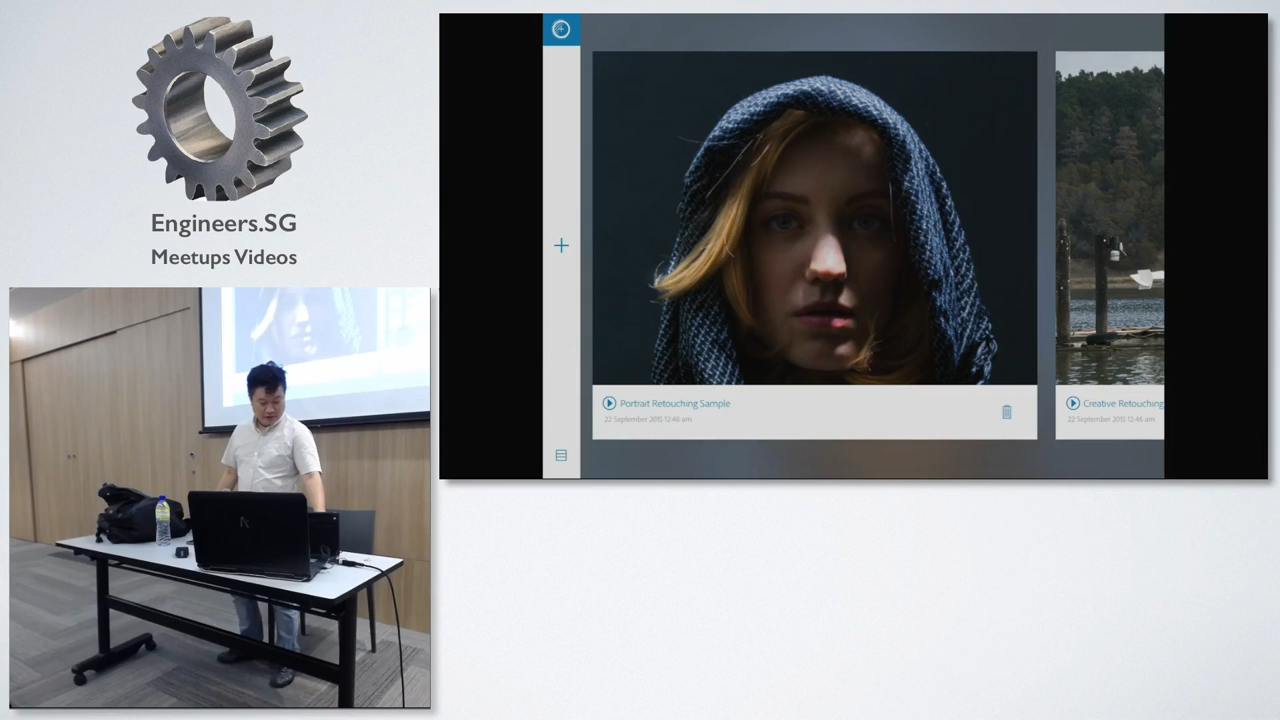 Engineers.SG
Meetups Videos
Portrait Retouching Sample
22 September 2015 12:46 am
Creative Retouching
22 September 2015 12:46 am